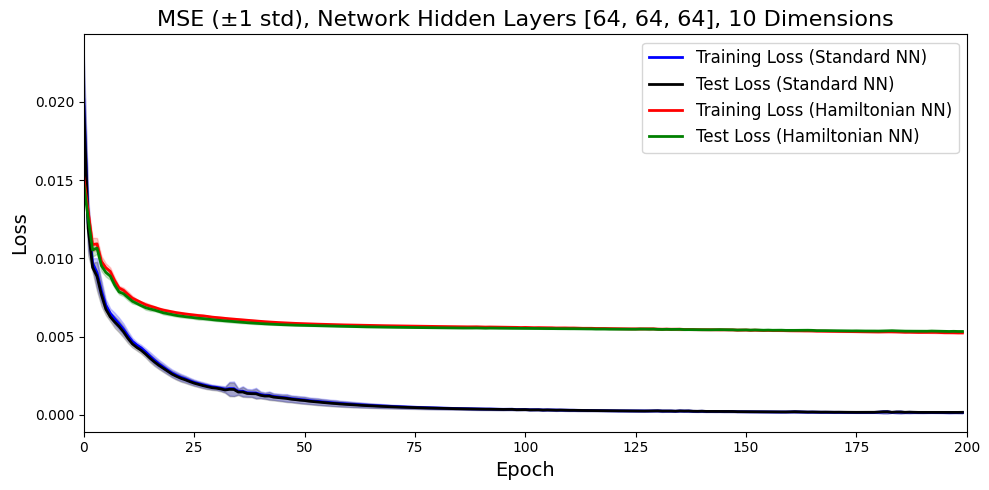 MSE (±1 std), Network Hidden Layers [64, 64, 64], 10 Dimensions
Training Loss (Standard NN)
Test Loss (Standard NN)
Training Loss (Hamiltonian NN)
Test Loss (Hamiltonian NN)
Loss
0.020
0.015
0.010
0.005
0.000
0 25 50 75 100 125 150 175 200
Epoch